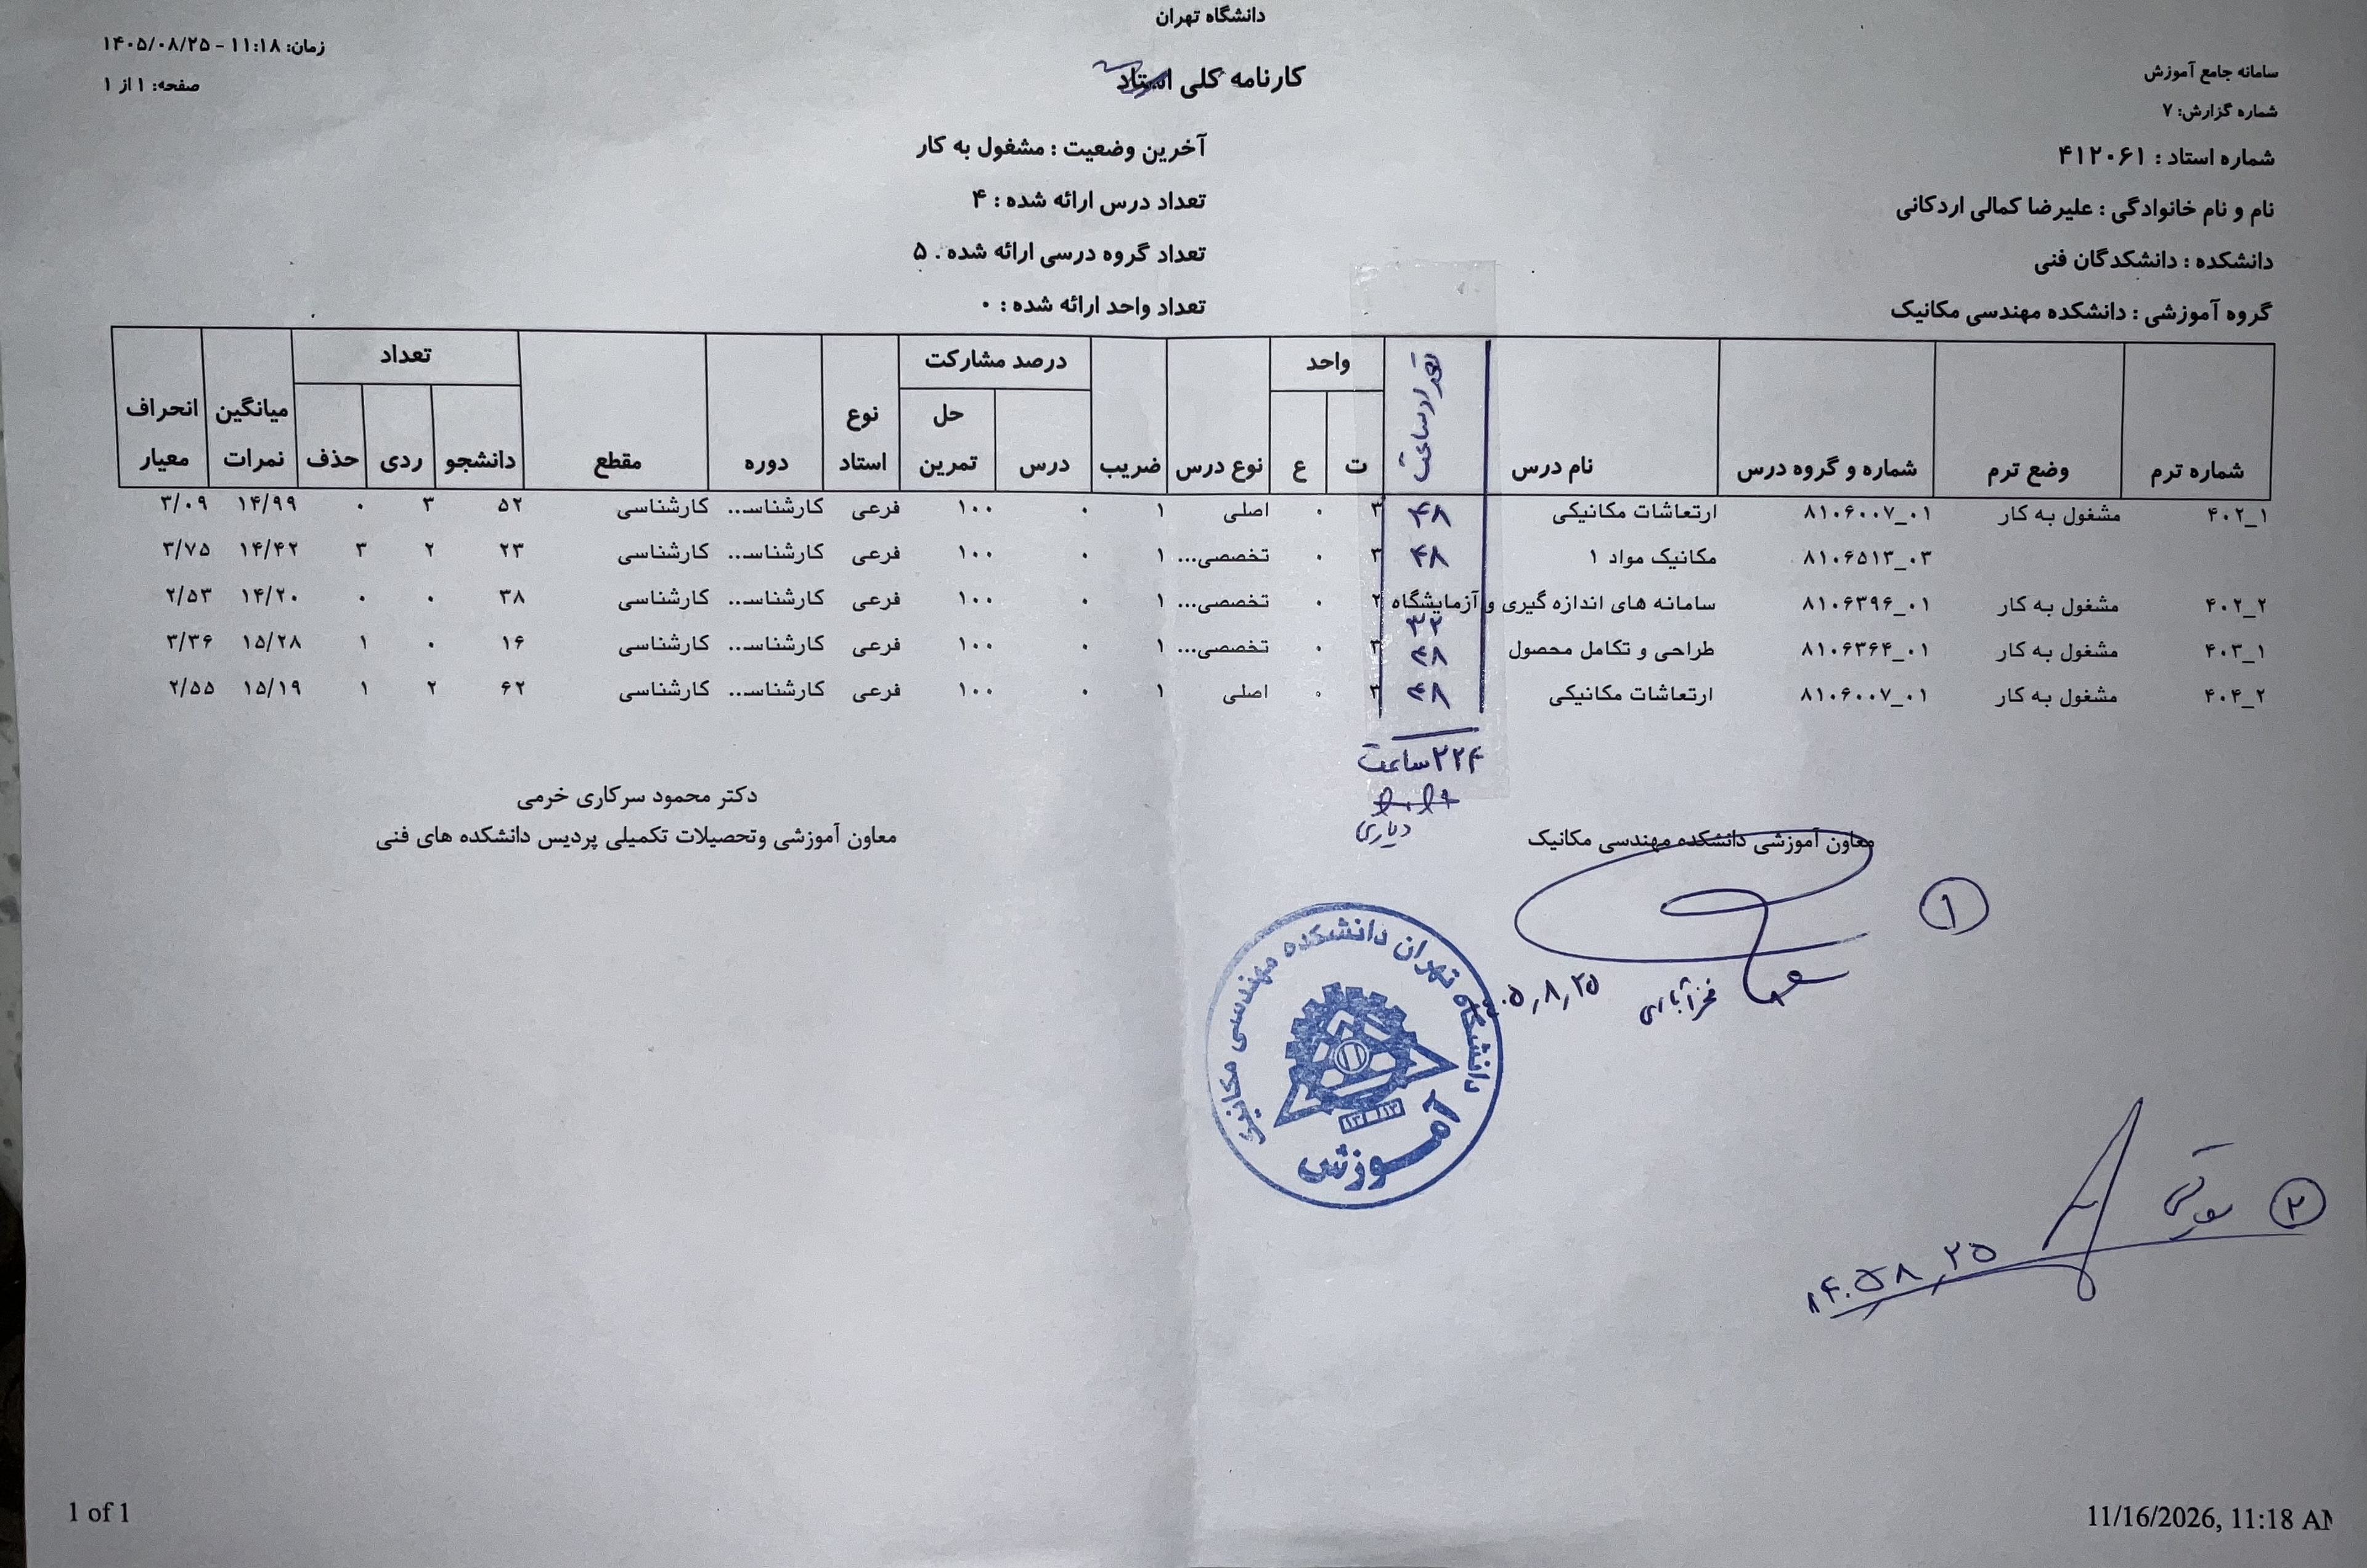 دانشگاه تهران
زمان: ۱۱:۱۸ - ۱۴۰۵/۰۸/۲۵
کارنامه کلی استاد
صفحه: ۱ از ۱
سامانه جامع آموزش
شماره گزارش: ۷
شماره استاد : ۴۱۲۰۶۱
آخرین وضعیت : مشغول به کار
نام و نام خانوادگی : علیرضا کمالی اردکانی
تعداد درس ارائه شده : ۴
دانشکده : دانشکدگان فنی
تعداد گروه درسی ارائه شده . ۵
گروه آموزشی : دانشکده مهندسی مکانیک
تعداد واحد ارائه شده : ۰
شماره ترم وضع ترم شماره و گروه درس نام درس تعداد ساعت واحد ت ع نوع درس ضریب درصد مشارکت درس حل تمرین نوع استاد دوره مقطع تعداد دانشجو ردی حذف میانگین نمرات انحراف معیار
۴۰۲_۱ مشغول به کار ۸۱۰۶۰۰۷_۰۱ ارتعاشات مکانیکی ۴۸ ۳ ۰ اصلی ۱ ۰ ۱۰۰ فرعی کارشناس... کارشناسی ۵۲ ۳ ۰ ۱۴/۹۹ ۳/۰۹
۸۱۰۶۵۱۳_۰۳ مکانیک مواد ۱ ۴۸ ۳ ۰ تخصصی... ۱ ۰ ۱۰۰ فرعی کارشناس... کارشناسی ۲۳ ۲ ۳ ۱۴/۴۲ ۳/۷۵
۴۰۲_۲ مشغول به کار ۸۱۰۶۳۹۶_۰۱ سامانه های اندازه گیری و آزمایشگاه ۳۲ ۲ ۰ تخصصی... ۱ ۰ ۱۰۰ فرعی کارشناس... کارشناسی ۳۸ ۰ ۰ ۱۴/۲۰ ۲/۵۳
۴۰۳_۱ مشغول به کار ۸۱۰۶۳۶۴_۰۱ طراحی و تکامل محصول ۴۸ ۳ ۰ تخصصی... ۱ ۰ ۱۰۰ فرعی کارشناس... کارشناسی ۱۶ ۰ ۱ ۱۵/۲۸ ۳/۳۶
۴۰۴_۲ مشغول به کار ۸۱۰۶۰۰۷_۰۱ ارتعاشات مکانیکی ۴۸ ۳ ۰ اصلی ۱ ۰ ۱۰۰ فرعی کارشناس... کارشناسی ۶۲ ۲ ۱ ۱۵/۱۹ ۲/۵۵
۲۲۴ ساعت
معاون آموزشی دانشکده مهندسی مکانیک
دکتر محمود سرکاری خرمی
معاون آموزشی وتحصیلات تکمیلی پردیس دانشکده های فنی
۱
۰۵,۸,۲۵
دانشگاه تهران دانشکده مهندسی مکانیک
آموزش
۲
۱۴۰۵,۸,۲۵
1 of 1
11/16/2026, 11:18 AM